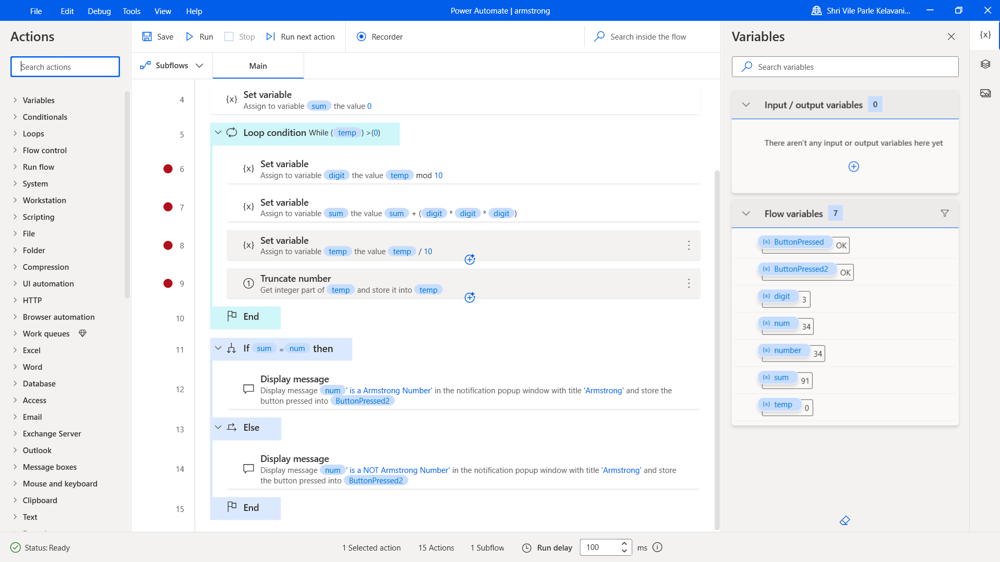 File Edit Debug Tools View Help
Power Automate | armstrong
Shri Vile Parle Kelavani...
Actions
Search actions
Variables
Conditionals
Loops
Flow control
Run flow
System
Workstation
Scripting
File
Folder
Compression
UI automation
HTTP
Browser automation
Work queues
Excel
Word
Database
Access
Email
Exchange Server
Outlook
Message boxes
Mouse and keyboard
Clipboard
Text
Save Run Stop Run next action Recorder
Search inside the flow
Subflows
Main
4
{x} Set variable
Assign to variable sum the value 0
5
Loop condition While ( temp ) >(0)
6
{x} Set variable
Assign to variable digit the value temp mod 10
7
{x} Set variable
Assign to variable sum the value sum + ( digit * digit * digit )
8
{x} Set variable
Assign to variable temp the value temp / 10
9
1 Truncate number
Get integer part of temp and store it into temp
10
End
11
If sum = num then
12
Display message
Display message num ' is a Armstrong Number' in the notification popup window with title 'Armstrong' and store the
button pressed into ButtonPressed2
13
Else
14
Display message
Display message num ' is a NOT Armstrong Number' in the notification popup window with title 'Armstrong' and store
the button pressed into ButtonPressed2
15
End
Variables
{x}
Search variables
Input / output variables 0
There aren't any input or output variables here yet
Flow variables 7
(x) ButtonPressed OK
(x) ButtonPressed2 OK
(x) digit 3
(x) num 34
(x) number 34
(x) sum 91
(x) temp 0
Status: Ready
1 Selected action
15 Actions
1 Subflow
Run delay 100 ms